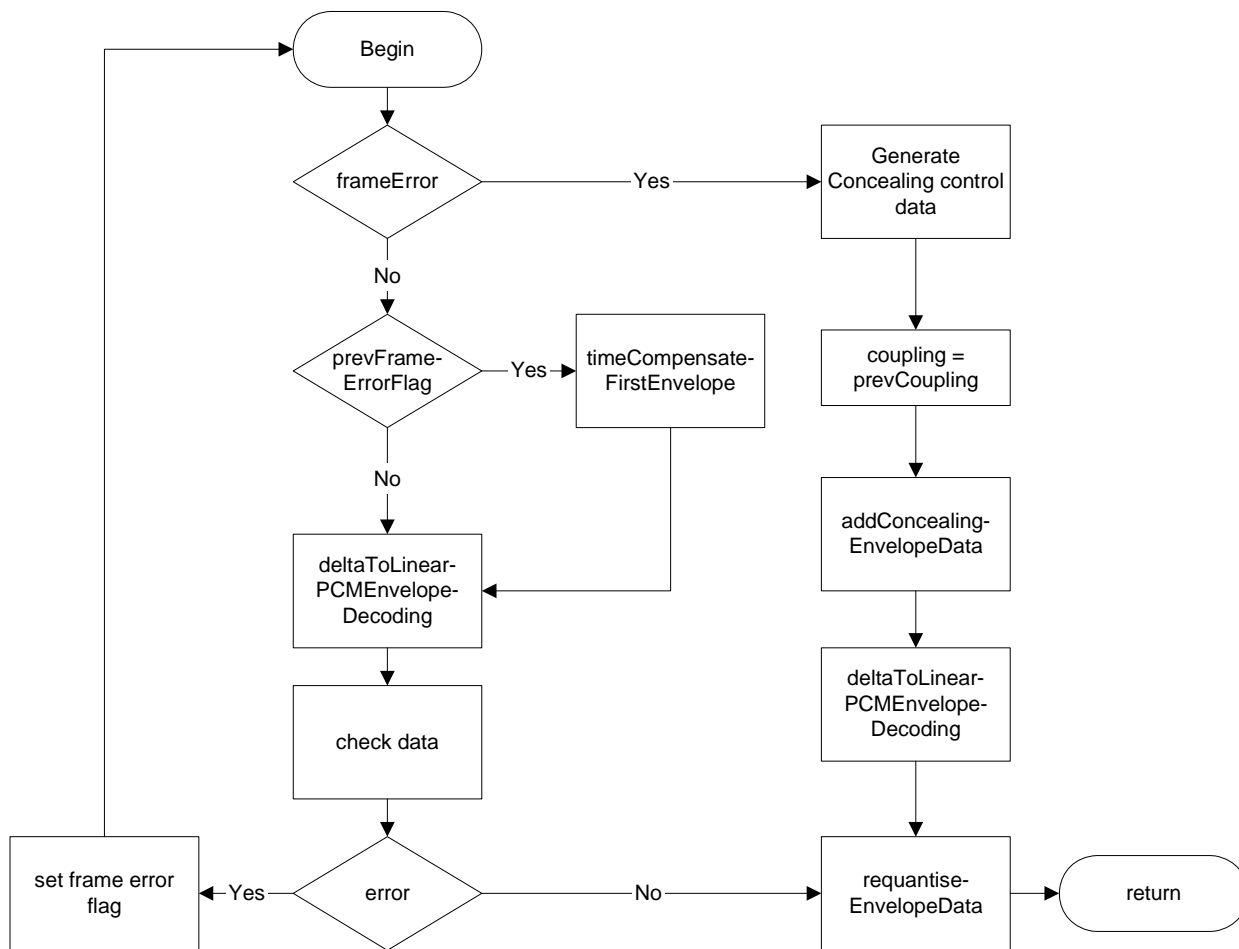 Begin
frameError
Yes
Generate
Concealing control
data
No
prevFrame-
ErrorFlag
Yes
timeCompensate-
FirstEnvelope
coupling =
prevCoupling
No
addConcealing-
EnvelopeData
deltaToLinear-
PCMEnvelope-
Decoding
deltaToLinear-
PCMEnvelope-
Decoding
check data
set frame error
flag
Yes
error
No
requantise-
EnvelopeData
return